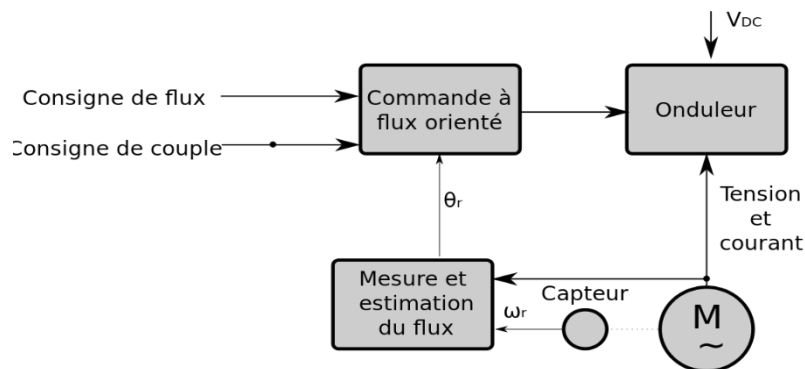 V DC
Consigne de flux
Commande à
flux orienté
Onduleur
Consigne de couple
θr
Tension
et
courant
Mesure et
estimation
du flux
Capteur
ωr
M
~